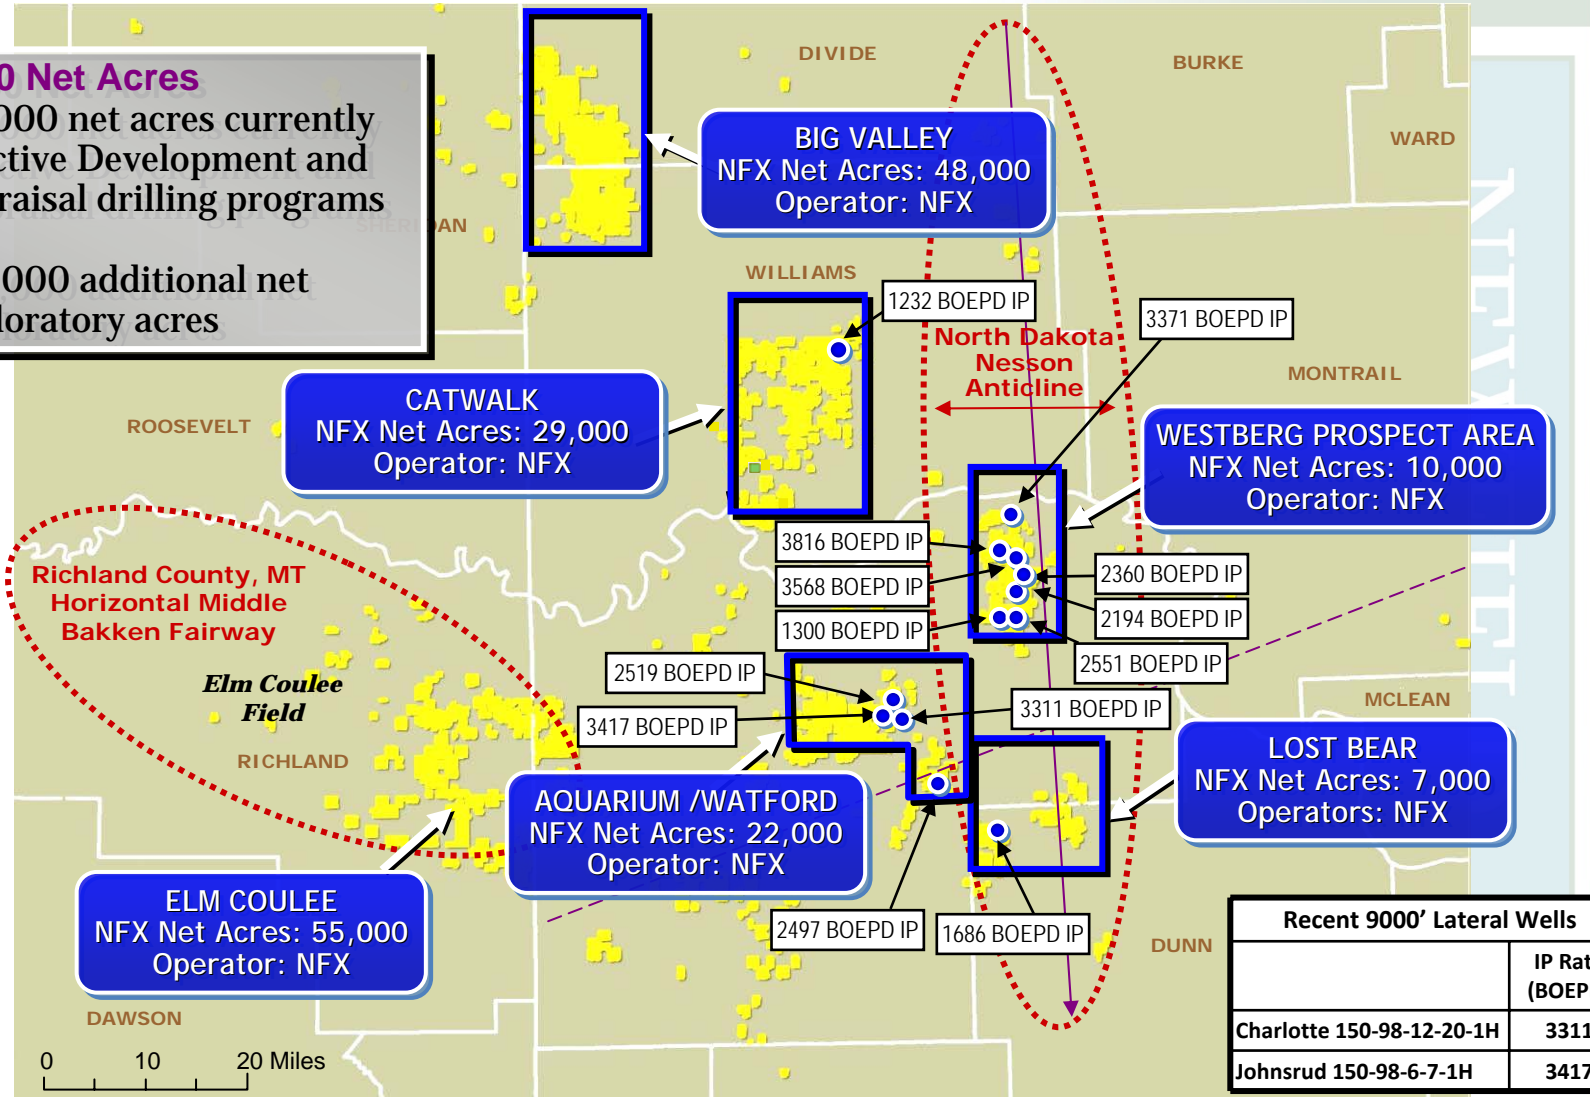 0 Net Acres
000 net acres currently
ctive Development and
raisal drilling programs
,000 additional net
loratory acres
DIVIDE
BURKE
WARD
SHERIDAN
BIG VALLEY
NFX Net Acres: 48,000
Operator: NFX
WILLIAMS
1232 BOEPD IP
3371 BOEPD IP
North Dakota
Nesson
Anticline
MONTRAIL
ROOSEVELT
CATWALK
NFX Net Acres: 29,000
Operator: NFX
WESTBERG PROSPECT AREA
NFX Net Acres: 10,000
Operator: NFX
3816 BOEPD IP
3568 BOEPD IP
1300 BOEPD IP
2360 BOEPD IP
2194 BOEPD IP
2551 BOEPD IP
Richland County, MT
Horizontal Middle
Bakken Fairway
Elm Coulee
Field
RICHLAND
2519 BOEPD IP
3417 BOEPD IP
3311 BOEPD IP
MCLEAN
LOST BEAR
NFX Net Acres: 7,000
Operators: NFX
AQUARIUM /WATFORD
NFX Net Acres: 22,000
Operator: NFX
ELM COULEE
NFX Net Acres: 55,000
Operator: NFX
2497 BOEPD IP
1686 BOEPD IP
DUNN
DAWSON
0 10 20 Miles
Recent 9000’ Lateral Wells
IP Rat
(BOEP
Charlotte 150-98-12-20-1H 3311
Johnsrud 150-98-6-7-1H 3417